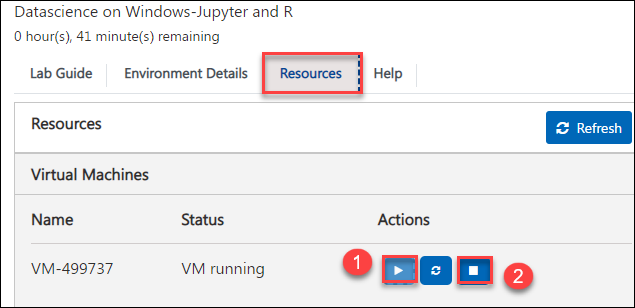 Datascience on Windows-Jupyter and R
0 hour(s), 41 minute(s) remaining
Lab Guide Environment Details Resources Help
Resources Refresh
Virtual Machines
Name Status Actions
VM-499737 VM running 1 2